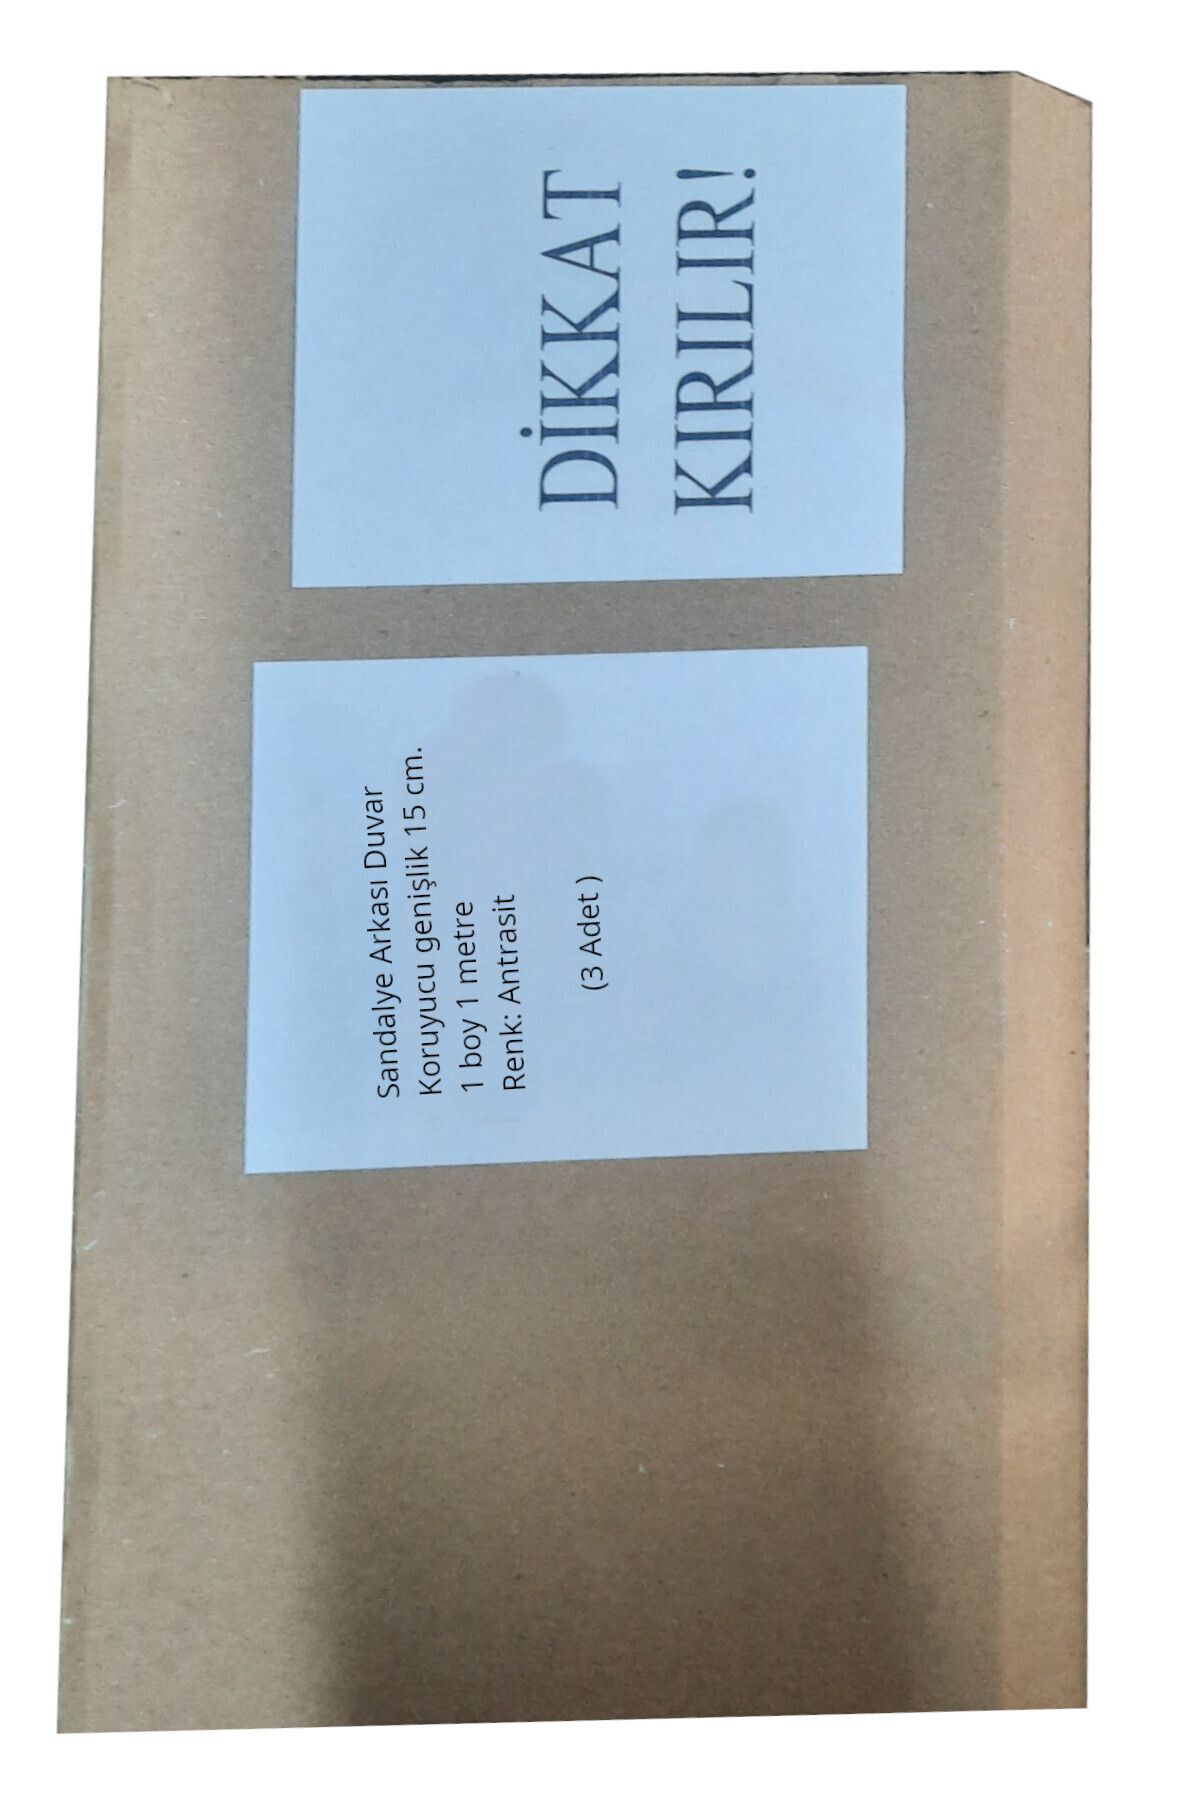 DİKKAT
KIRILIR!
Sandalye Arkası Duvar
Koruyucu genişlik 15 cm.
1 boy 1 metre
Renk: Antrasit
(3 Adet )